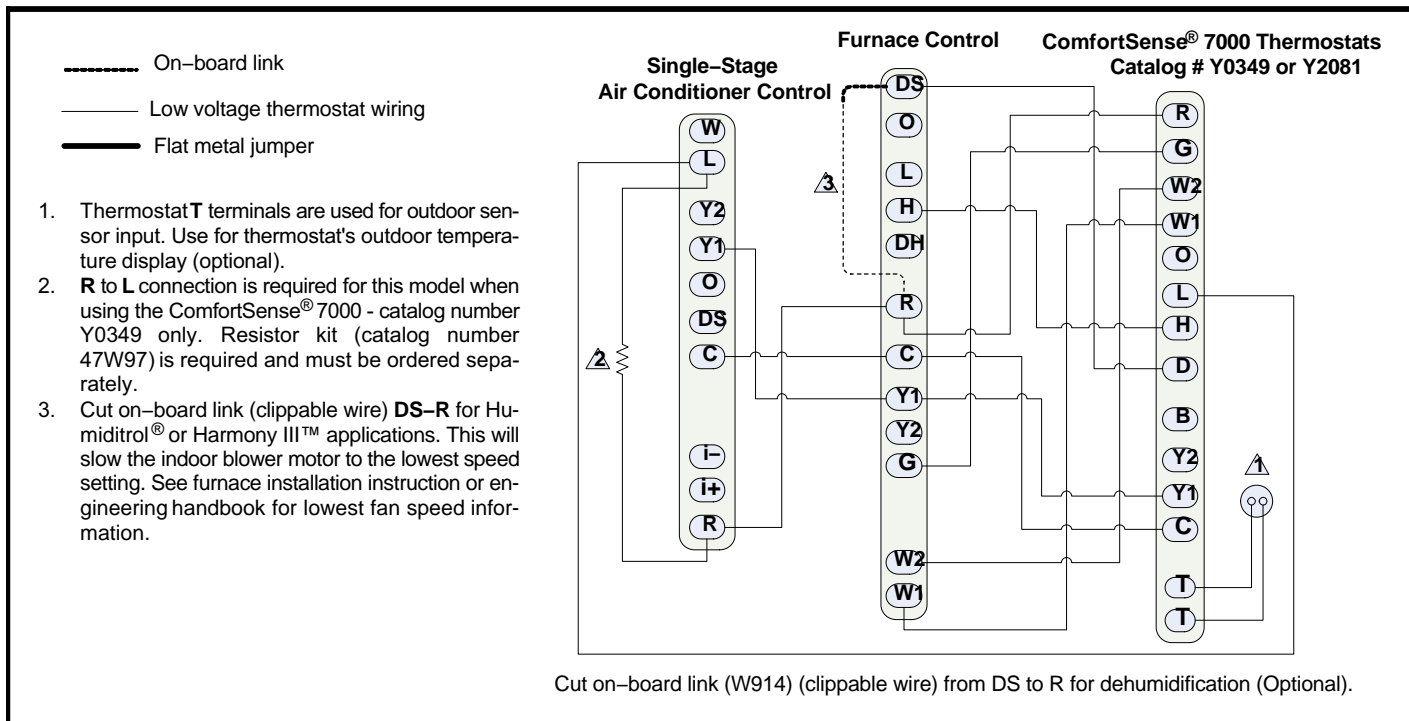 On–board link
Low voltage thermostat wiring
Flat metal jumper
1. Thermostat T terminals are used for outdoor sen-
sor input. Use for thermostat's outdoor tempera-
ture display (optional).
2. R to L connection is required for this model when
using the ComfortSense® 7000 - catalog number
Y0349 only. Resistor kit (catalog number
47W97) is required and must be ordered sepa-
rately.
3. Cut on–board link (clippable wire) DS–R for Hu-
miditrol® or Harmony III™ applications. This will
slow the indoor blower motor to the lowest speed
setting. See furnace installation instruction or en-
gineering handbook for lowest fan speed infor-
mation.
Single–Stage
Air Conditioner Control
W
L
Y2
Y1
O
DS
C
i–
i+
R
2
Furnace Control
DS
O
L
H
DH
R
C
Y1
Y2
G
W2
W1
3
ComfortSense® 7000 Thermostats
Catalog # Y0349 or Y2081
R
G
W2
W1
O
L
H
D
B
Y2
Y1
C
T
T
1
Cut on–board link (W914) (clippable wire) from DS to R for dehumidification (Optional).